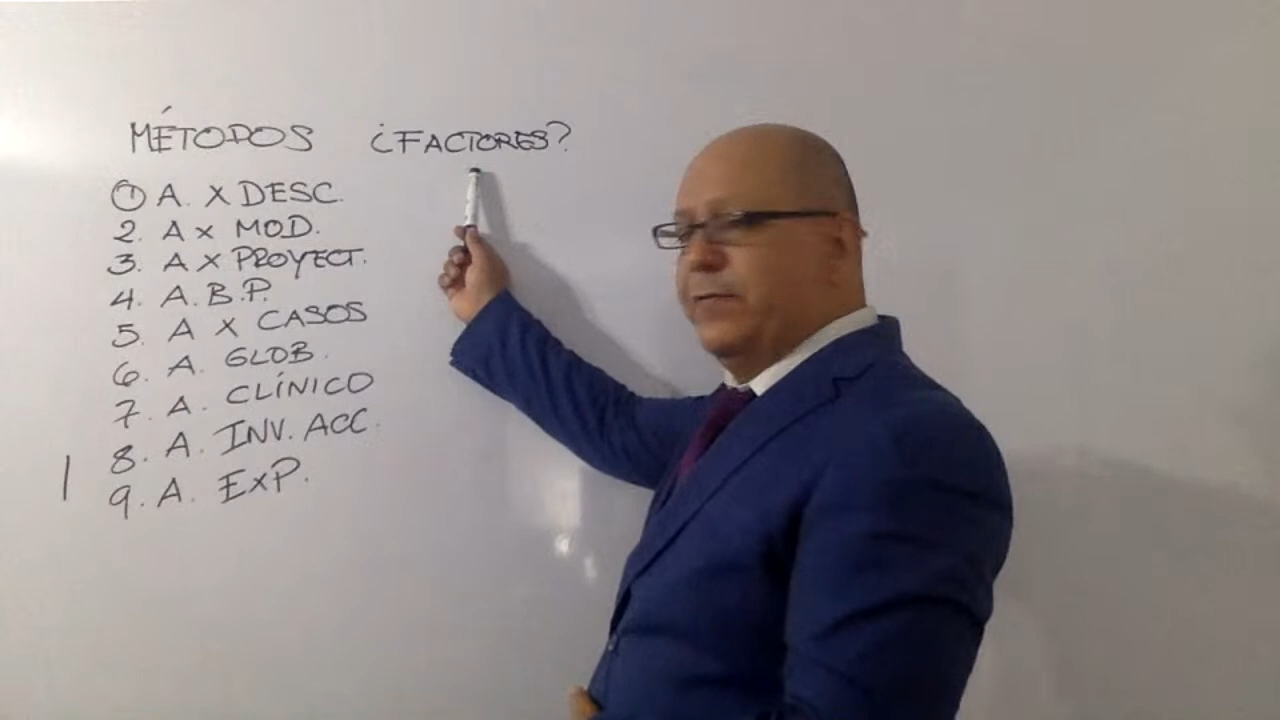 MÉTODOS ¿FACTORES?
1 A. X DESC.
2. A X MOD.
3. A X PROYECT.
4. A.B.P.
5. A X CASOS
6. A. GLOB.
7. A. CLÍNICO
8. A. INV. ACC.
9. A. EXP.